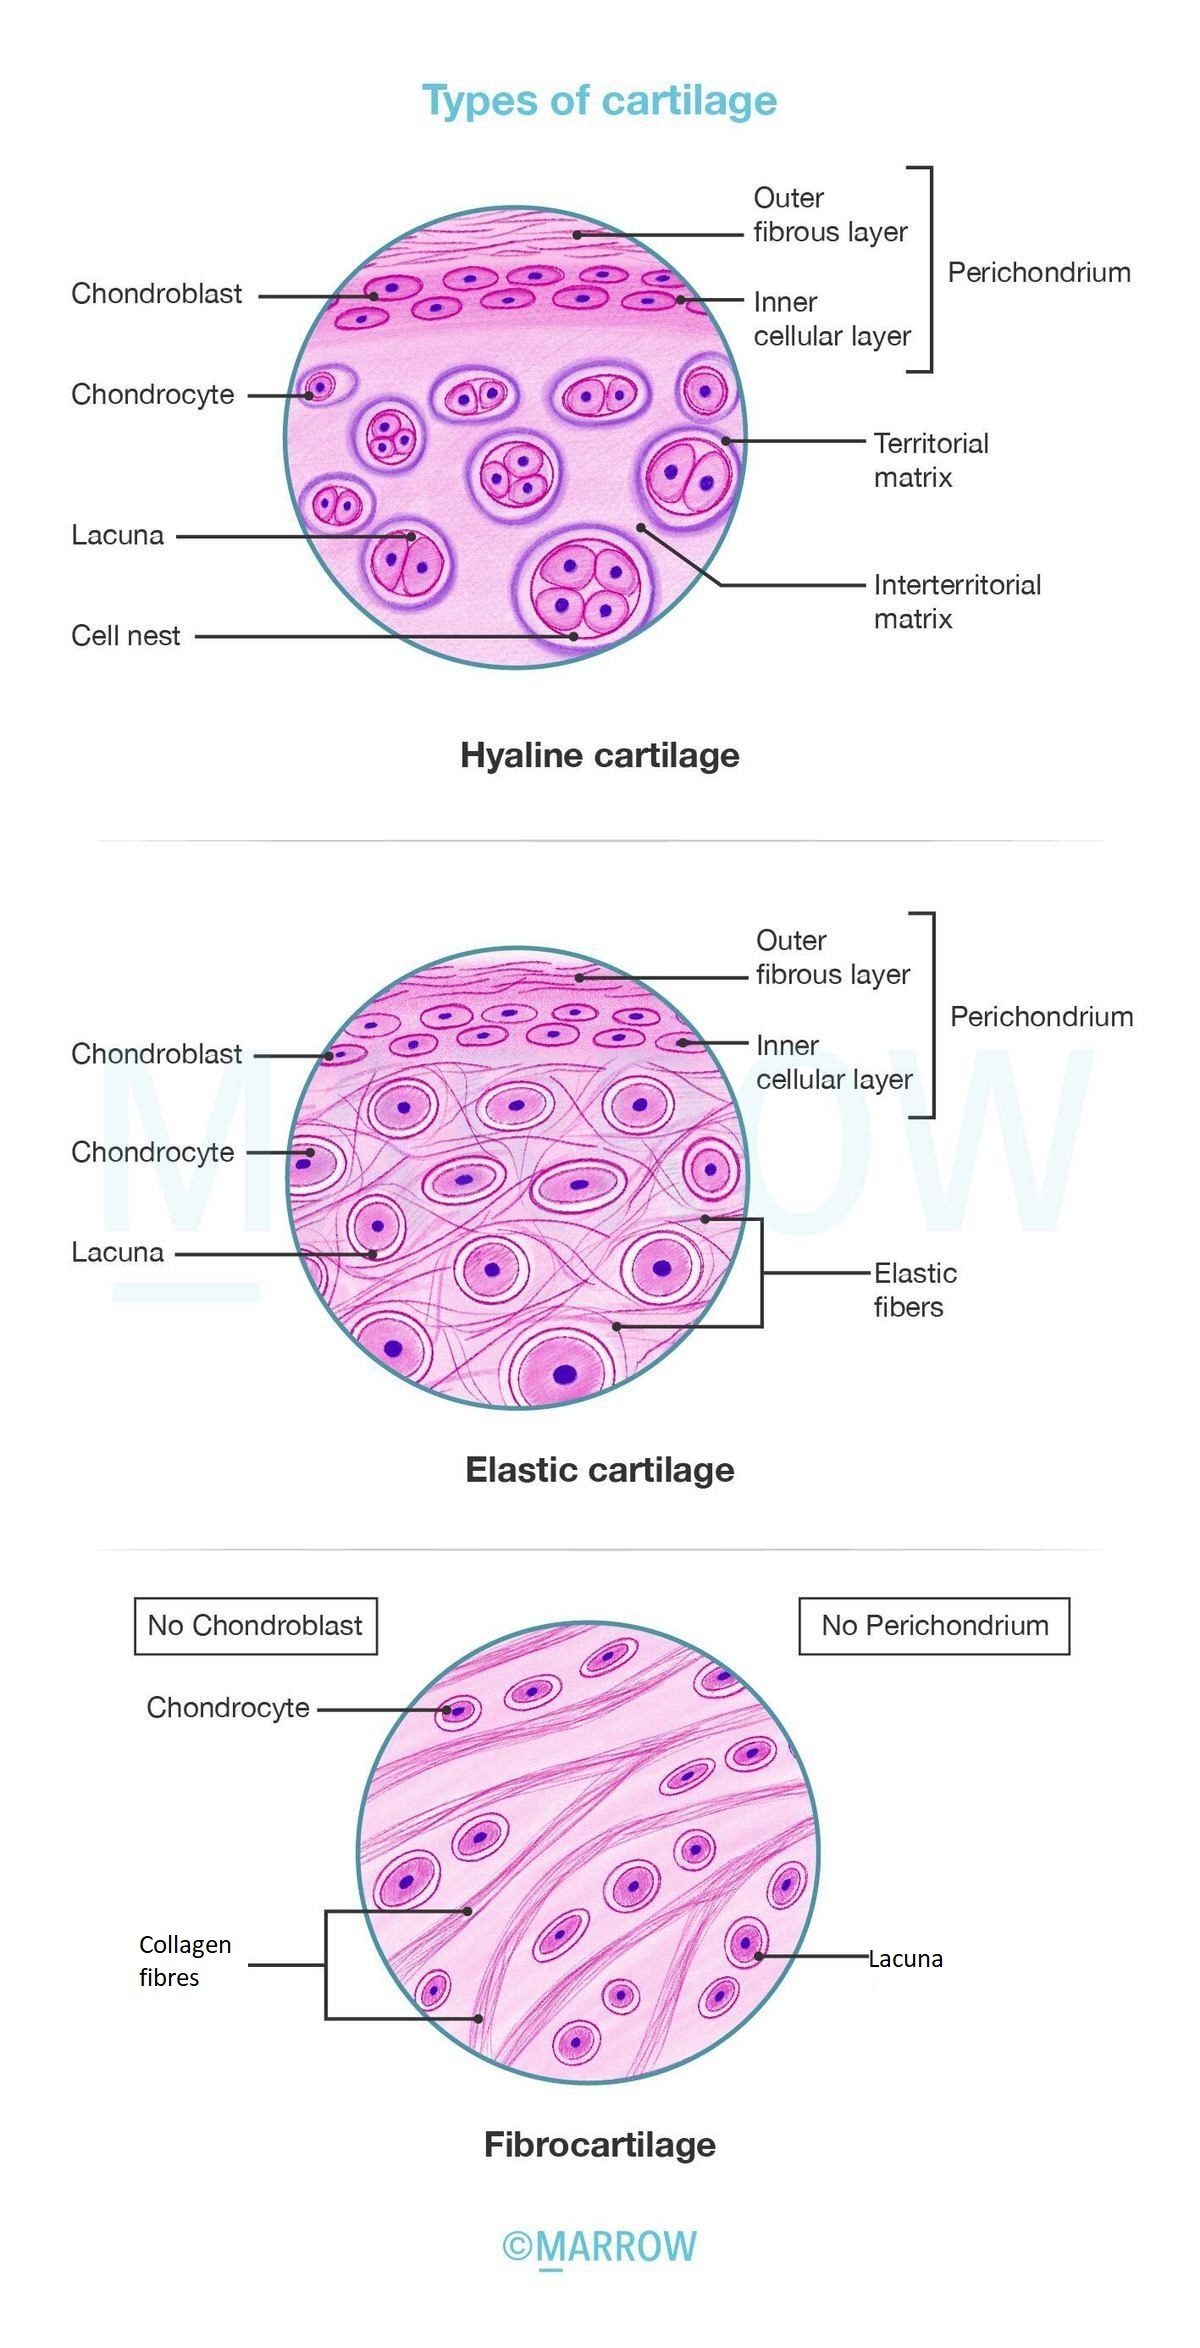 Types of cartilage
Outer
fibrous layer
Perichondrium
Chondroblast
Inner
cellular layer
Chondrocyte
Territorial
matrix
Lacuna
Interterritorial
matrix
Cell nest
Hyaline cartilage
Outer
fibrous layer
Perichondrium
Chondroblast
Inner
cellular layer
Chondrocyte
Lacuna
Elastic
fibers
Elastic cartilage
No Chondroblast
No Perichondrium
Chondrocyte
Collagen
fibres
Lacuna
Fibrocartilage
©MARROW